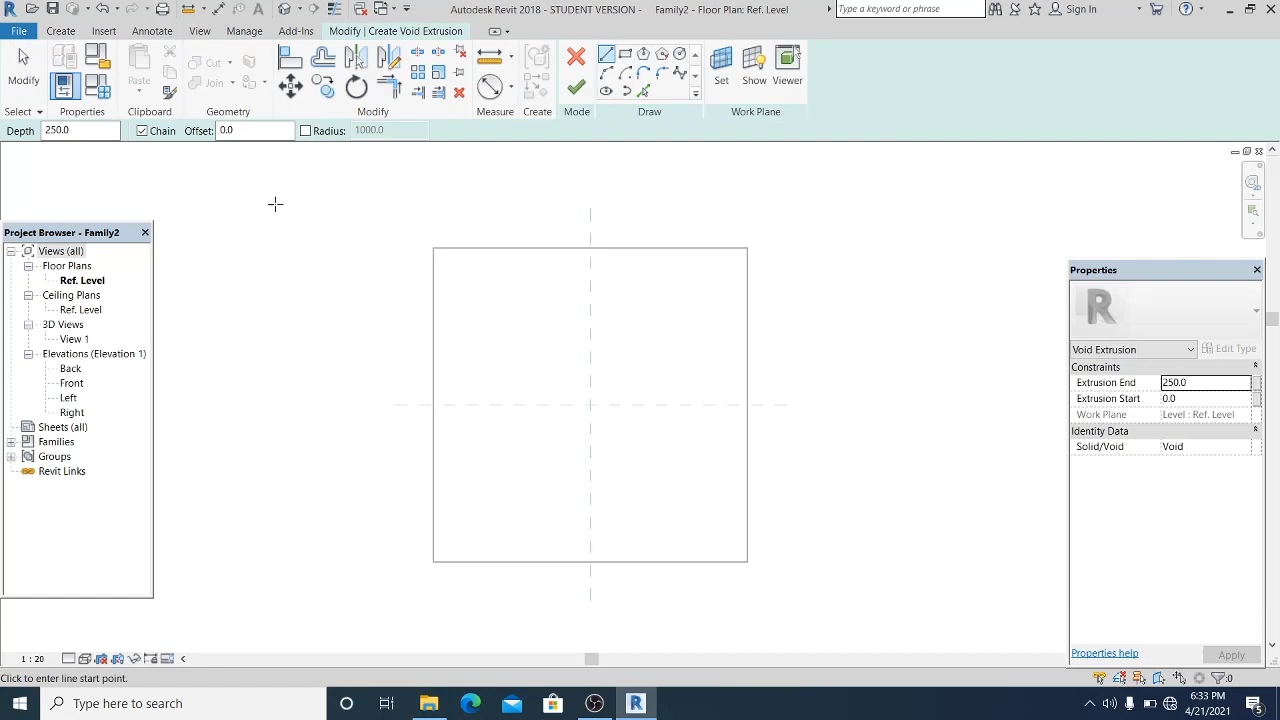 Autodesk Revit 2018 - STUDENT VERSION - Family2 - Floor Plan: Ref. Level
Type a keyword or phrase
Sign In
File Create Insert Annotate View Manage Add-Ins Modify | Create Void Extrusion
Modify Paste Cut Join Set Show Viewer
Select Properties Clipboard Geometry Modify Measure Create Mode Draw Work Plane
Depth 250.0 Chain Offset: 0.0 Radius: 1000.0
Project Browser - Family2
Views (all)
Floor Plans
Ref. Level
Ceiling Plans
Ref. Level
3D Views
View 1
Elevations (Elevation 1)
Back
Front
Left
Right
Sheets (all)
Families
Groups
Revit Links
Properties
R
Void Extrusion Edit Type
Constraints
Extrusion End 250.0
Extrusion Start 0.0
Work Plane Level : Ref. Level
Identity Data
Solid/Void Void
Properties help Apply
1 : 20
Click to enter line start point.
:0
Type here to search
R
6:33 PM
4/21/2021
5